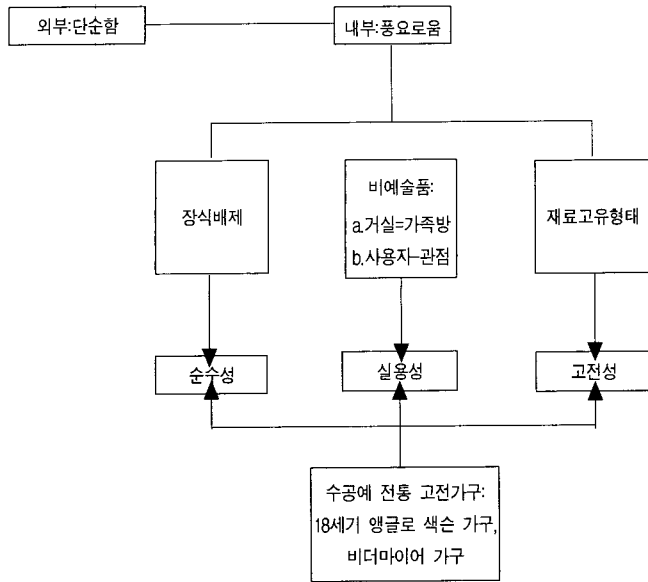 외부:단순함
내부:풍요로움
장식배제
비예술품:
a.거실=가족방
b.사용자-관점
재료고유형태
순수성
실용성
고전성
수공예 전통 고전가구:
18세기 앵글로 색슨 가구,
비더마이어 가구